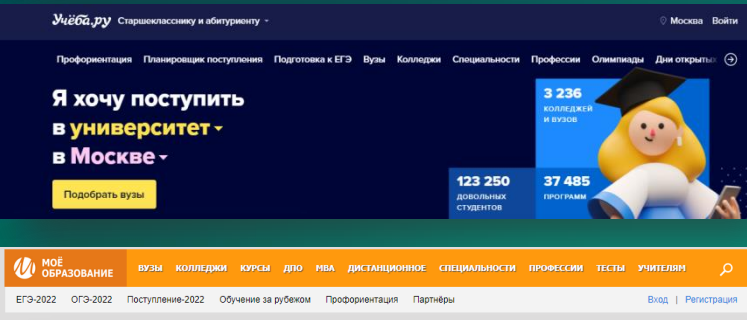 Учёба.ру Старшекласснику и абитуриенту Москва Войти
Профориентация Планировщик поступления Подготовка к ЕГЭ Вузы Колледжи Специальности Профессии Олимпиады Дни открытых
Я хочу поступить
в университет
в Москве
Подобрать вузы
3 236
КОЛЛЕДЖЕЙ
И ВУЗОВ
123 250
ДОВОЛЬНЫХ
СТУДЕНТОВ
37 485
ПРОГРАММ
МОЁ
ОБРАЗОВАНИЕ
ВУЗЫ КОЛЛЕДЖИ КУРСЫ ДПО МВА ДИСТАНЦИОННОЕ СПЕЦИАЛЬНОСТИ ПРОФЕССИИ ТЕСТЫ УЧИТЕЛЯМ
ЕГЭ-2022 ОГЭ-2022 Поступление-2022 Обучение за рубежом Профориентация Партнёры Вход | Регистрация